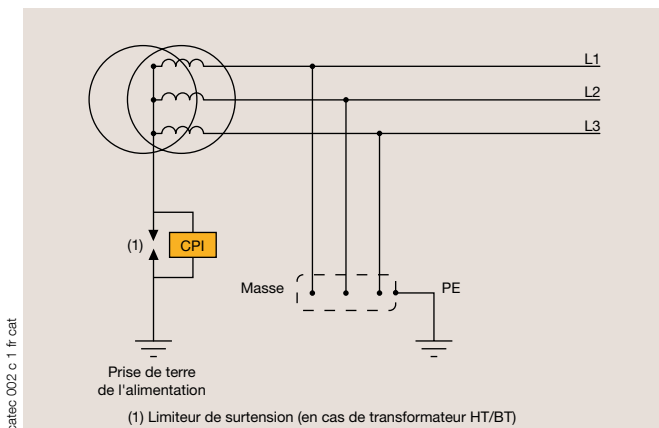 L1
L2
L3
(1)
CPI
Masse
PE
Prise de terre
de l'alimentation
(1) Limiteur de surtension (en cas de transformateur HT/BT)
catec 002 c 1 fr cat